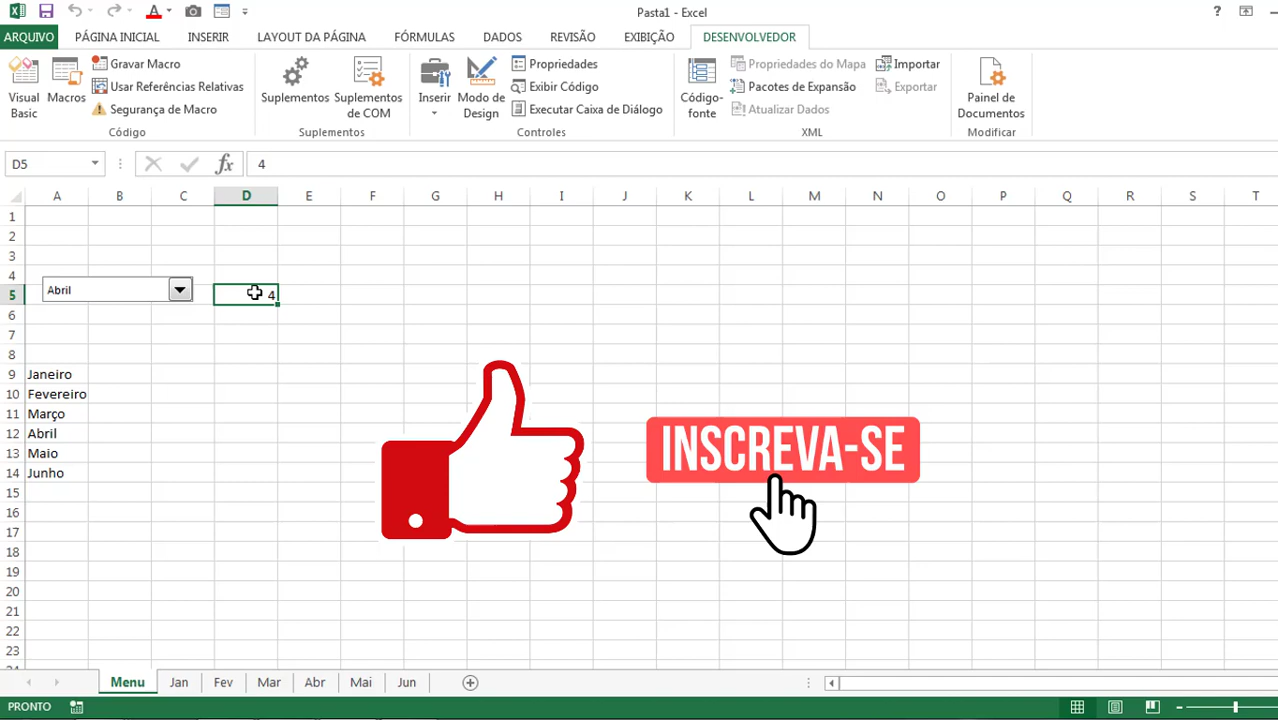 Pasta1 - Excel
ARQUIVO PÁGINA INICIAL INSERIR LAYOUT DA PÁGINA FÓRMULAS DADOS REVISÃO EXIBIÇÃO DESENVOLVEDOR
Visual Basic
Macros
Gravar Macro
Usar Referências Relativas
Segurança de Macro
Código
Suplementos
Suplementos de COM
Suplementos
Inserir
Modo de Design
Propriedades
Exibir Código
Executar Caixa de Diálogo
Controles
Código-fonte
Propriedades do Mapa
Pacotes de Expansão
Atualizar Dados
Importar
Exportar
XML
Painel de Documentos
Modificar
D5 fx 4
A B C D E F G H I J K L M N O P Q R S T
1
2
3
4
5 Abril 4
6
7
8
9 Janeiro
10 Fevereiro
11 Março
12 Abril
13 Maio
14 Junho
INSCREVA-SE
15
16
17
18
19
20
21
22
23
Menu Jan Fev Mar Abr Mai Jun
PRONTO